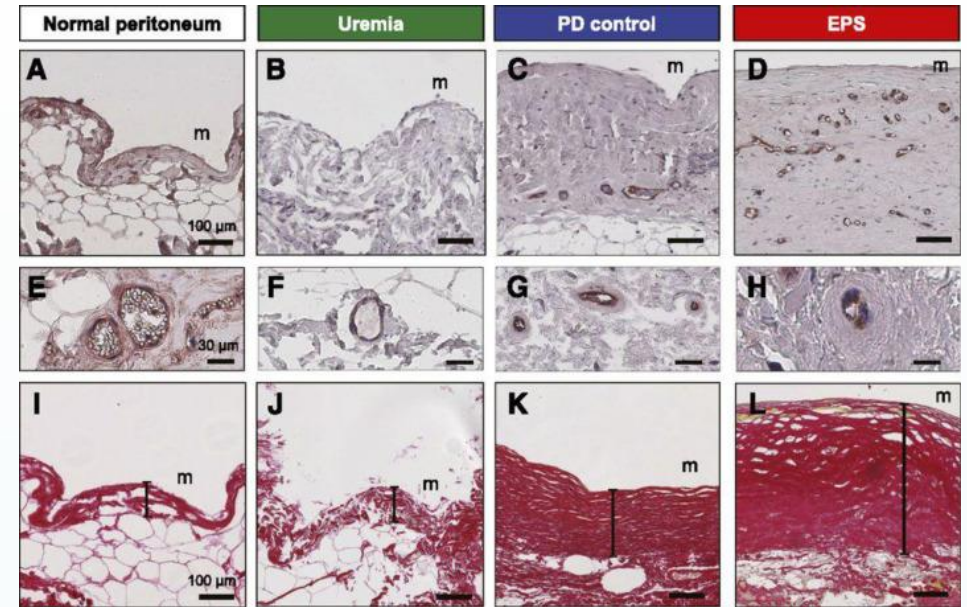 Normal peritoneum Uremia PD control EPS
A m 100 µm B m C m D m
E 30 µm F G H
I m 100 µm J m K m L m